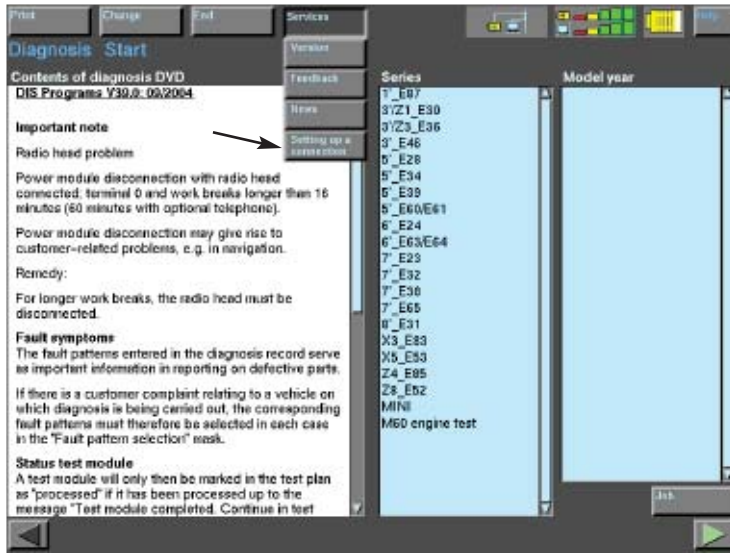 Print
Change
End
Services
Help
Version
Feedback
News
Setting up a
connection
Diagnosis Start
Contents of diagnosis DVD
DIS Programs V39.0: 09/2004
Important note
Radio head problem
Power module disconnection with radio head
connected: terminal 0 and work breaks longer than 16
minutes (60 minutes with optional telephone).
Power module disconnection may give rise to
customer-related problems, e.g. in navigation.
Remedy:
For longer work breaks, the radio head must be
disconnected.
Fault symptoms
The fault patterns entered in the diagnosis record serve
as important information in reporting on defective parts.
If there is a customer complaint relating to a vehicle on
which diagnosis is being carried out, the corresponding
fault patterns must therefore be selected in each case
in the "Fault pattern selection" mask.
Status test module
A test module will only then be marked in the test plan
as "processed" if it has been processed up to the
message "Test module completed. Continue in test
Series
1'_E87
3'/Z1_E30
3'/Z3_E36
3'_E46
5'_E28
5'_E34
5'_E39
5'_E60/E61
6'_E24
6'_E63/E64
7'_E23
7'_E32
7'_E38
7'_E65
8'_E31
X3_E83
X5_E53
Z4_E85
Z8_E52
MINI
M60 engine test
Model year
Job